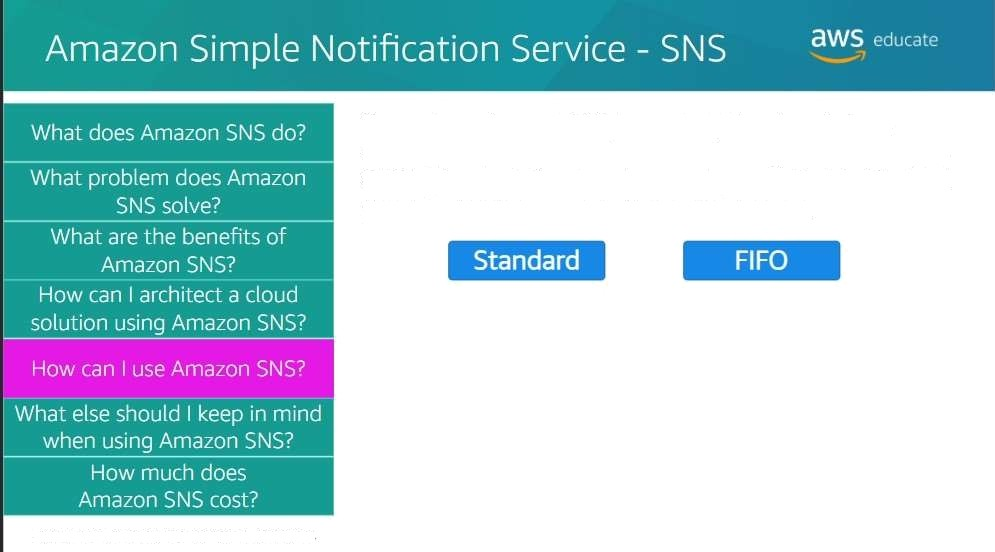 Amazon Simple Notification Service - SNS
aws educate
What does Amazon SNS do?
What problem does Amazon
SNS solve?
What are the benefits of
Amazon SNS?
How can I architect a cloud
solution using Amazon SNS?
How can I use Amazon SNS?
What else should I keep in mind
when using Amazon SNS?
How much does
Amazon SNS cost?
Standard
FIFO